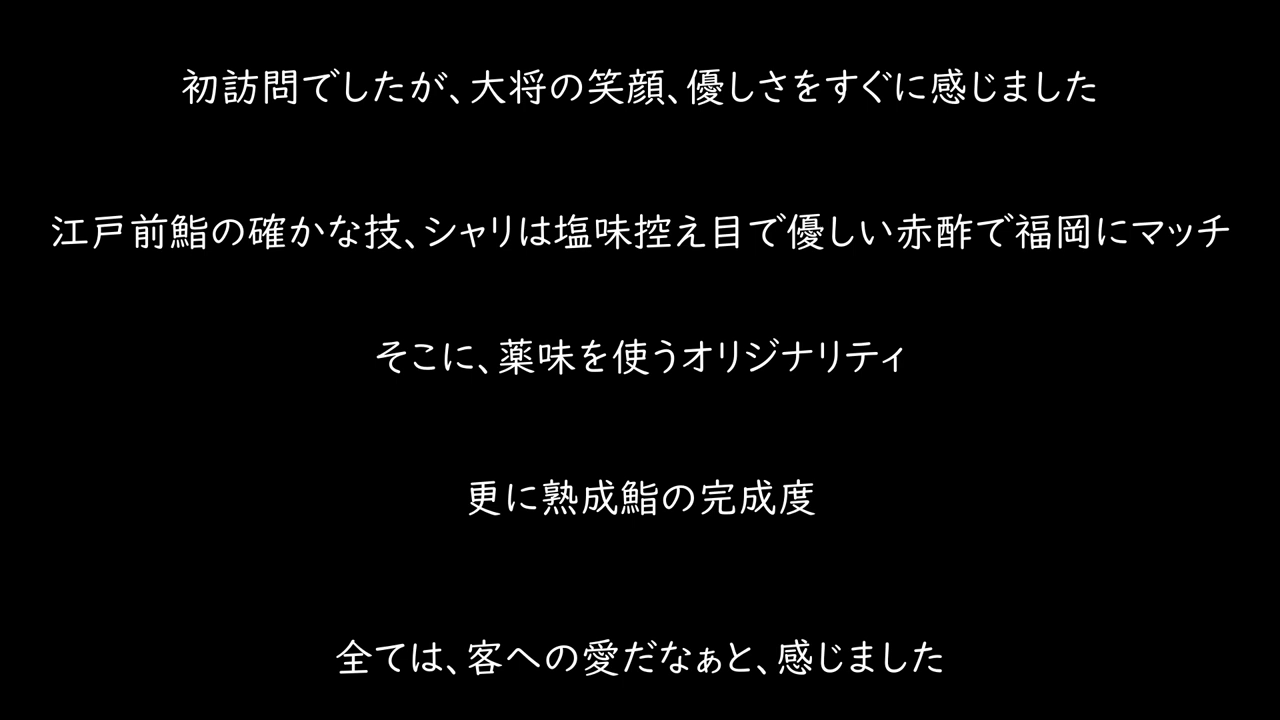 初訪問でしたが、大将の笑顔、優しさをすぐに感じました
江戸前鮨の確かな技、シャリは塩味控え目で優しい赤酢で福岡にマッチ
そこに、薬味を使うオリジナリティ
更に熟成鮨の完成度
全ては、客への愛だなぁと、感じました